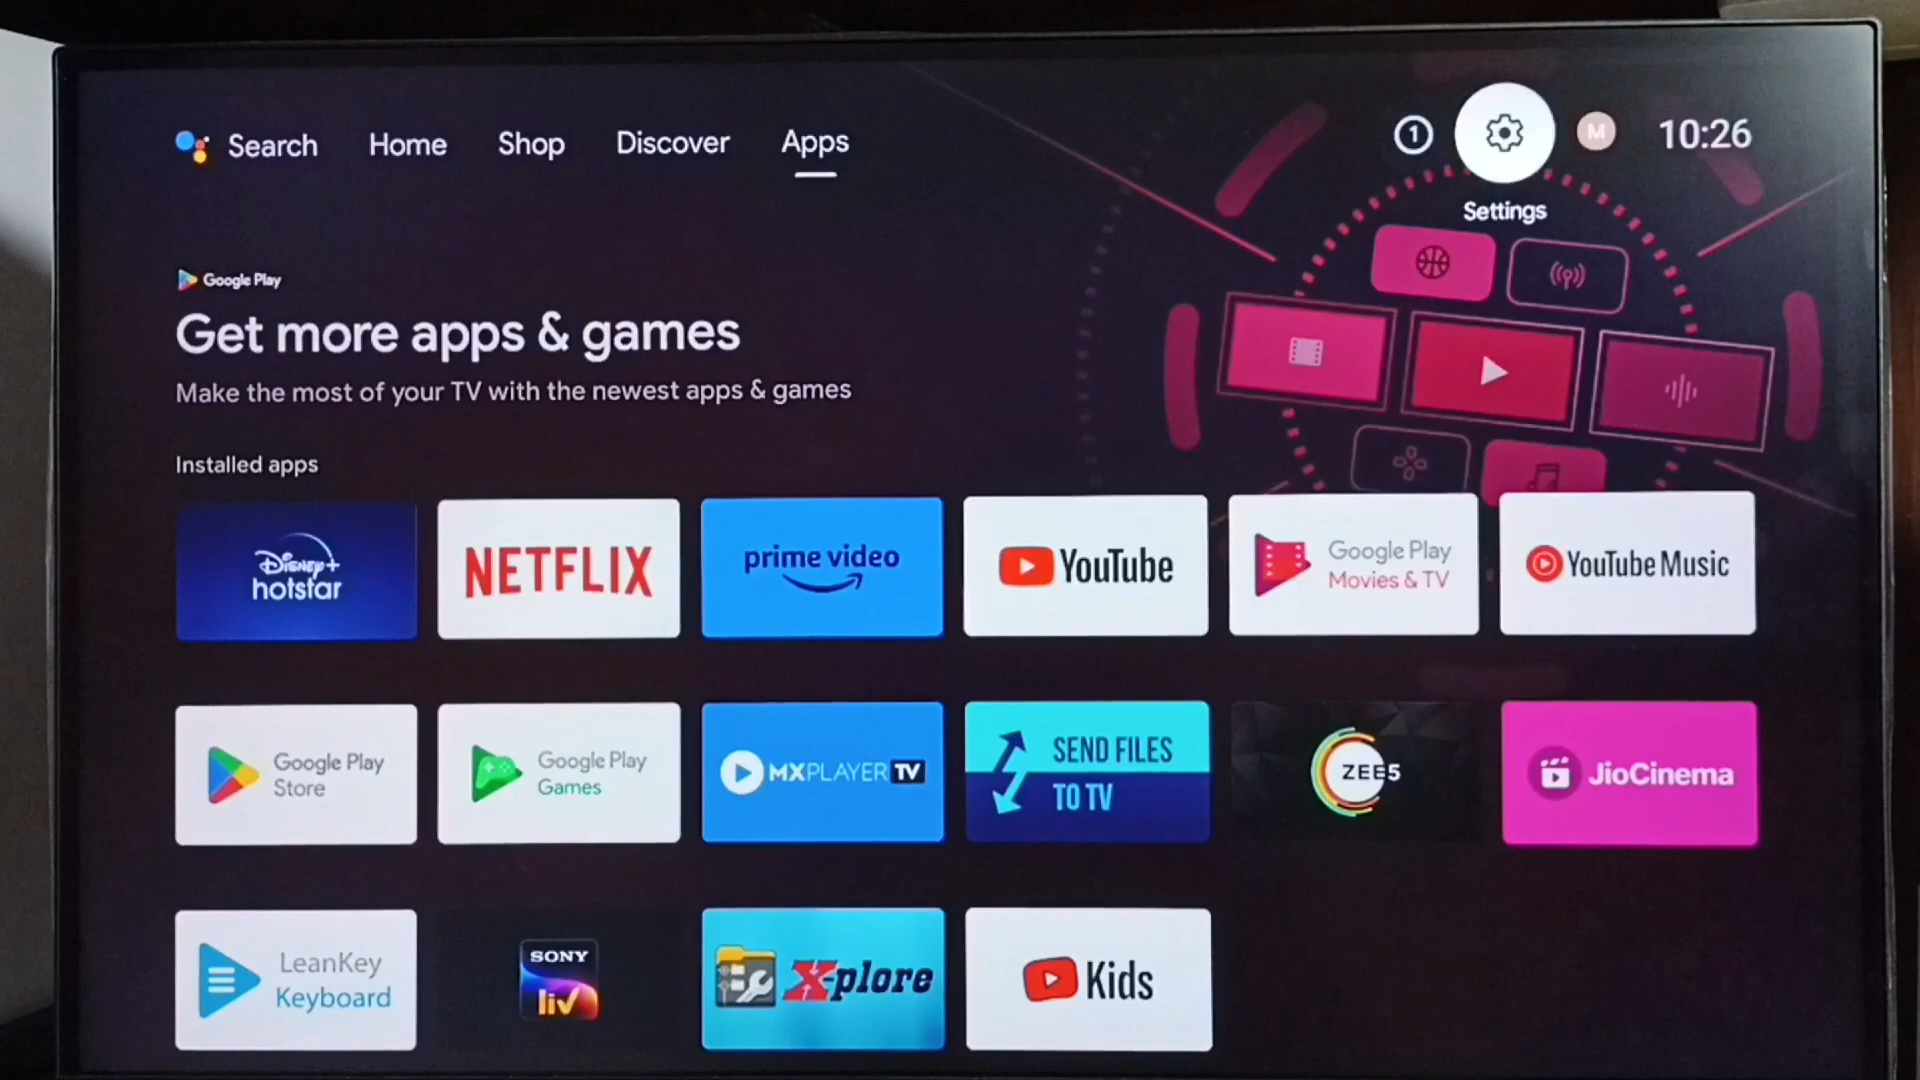 Search Home Shop Discover Apps
1 M 10:26
Settings
Google Play
Get more apps & games
Make the most of your TV with the newest apps & games
Installed apps
Disney+
hotstar
NETFLIX
prime video
YouTube
Google Play
Movies & TV
YouTube Music
Google Play
Store
Google Play
Games
MXPLAYER TV
SEND FILES
TO TV
ZEE5
JioCinema
LeanKey
Keyboard
SONY
liv
X-plore
Kids